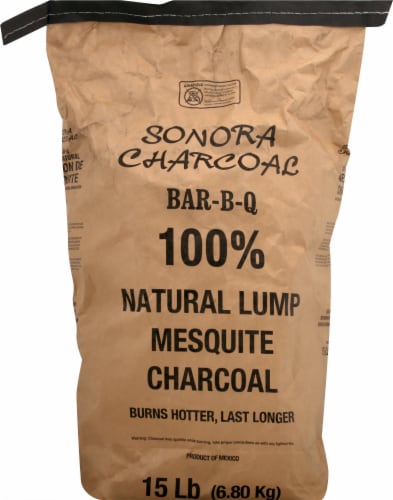 SONORA
CHARCOAL
BAR-B-Q
100%
NATURAL LUMP
MESQUITE
CHARCOAL
BURNS HOTTER, LAST LONGER
PRODUCT OF MEXICO
15 Lb (6.80 Kg)